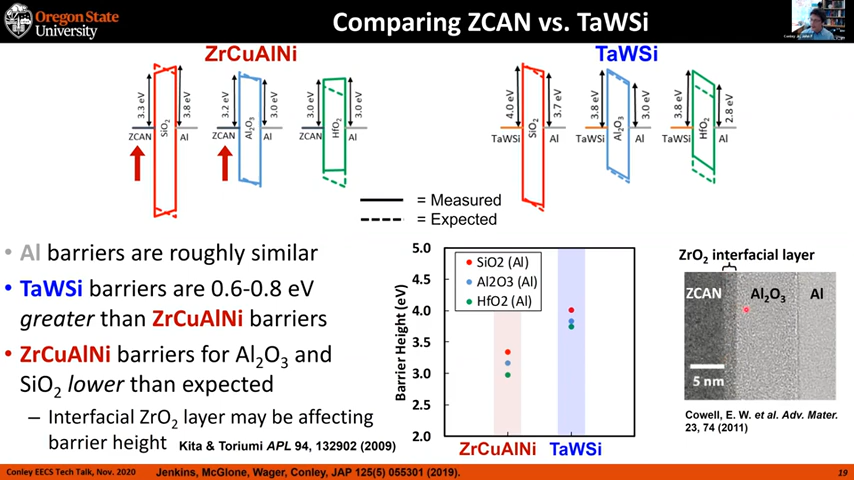 Oregon State
University
Comparing ZCAN vs. TaWSi
ZrCuAlNi
TaWSi
3.3 eV
SiO2
3.8 eV
ZCAN
Al
3.2 eV
Al2O3
3.0 eV
ZCAN
Al
3.0 eV
HfO2
3.0 eV
ZCAN
Al
4.0 eV
SiO2
3.7 eV
TaWSi
Al
3.8 eV
Al2O3
3.0 eV
TaWSi
Al
3.8 eV
HfO2
2.8 eV
TaWSi
Al
= Measured
= Expected
• Al barriers are roughly similar
• TaWSi barriers are 0.6-0.8 eV
greater than ZrCuAlNi barriers
• ZrCuAlNi barriers for Al2O3 and
SiO2 lower than expected
– Interfacial ZrO2 layer may be affecting
barrier height Kita & Toriumi APL 94, 132902 (2009)
Barrier Height (eV)
5.0
4.5
4.0
3.5
3.0
2.5
2.0
SiO2 (Al)
Al2O3 (Al)
HfO2 (Al)
ZrCuAlNi TaWSi
ZrO2 interfacial layer
ZCAN Al2O3 Al
5 nm
Cowell, E. W. et al. Adv. Mater.
23, 74 (2011)
Conley EECS Tech Talk, Nov. 2020 Jenkins, McGlone, Wager, Conley, JAP 125(5) 055301 (2019). 19